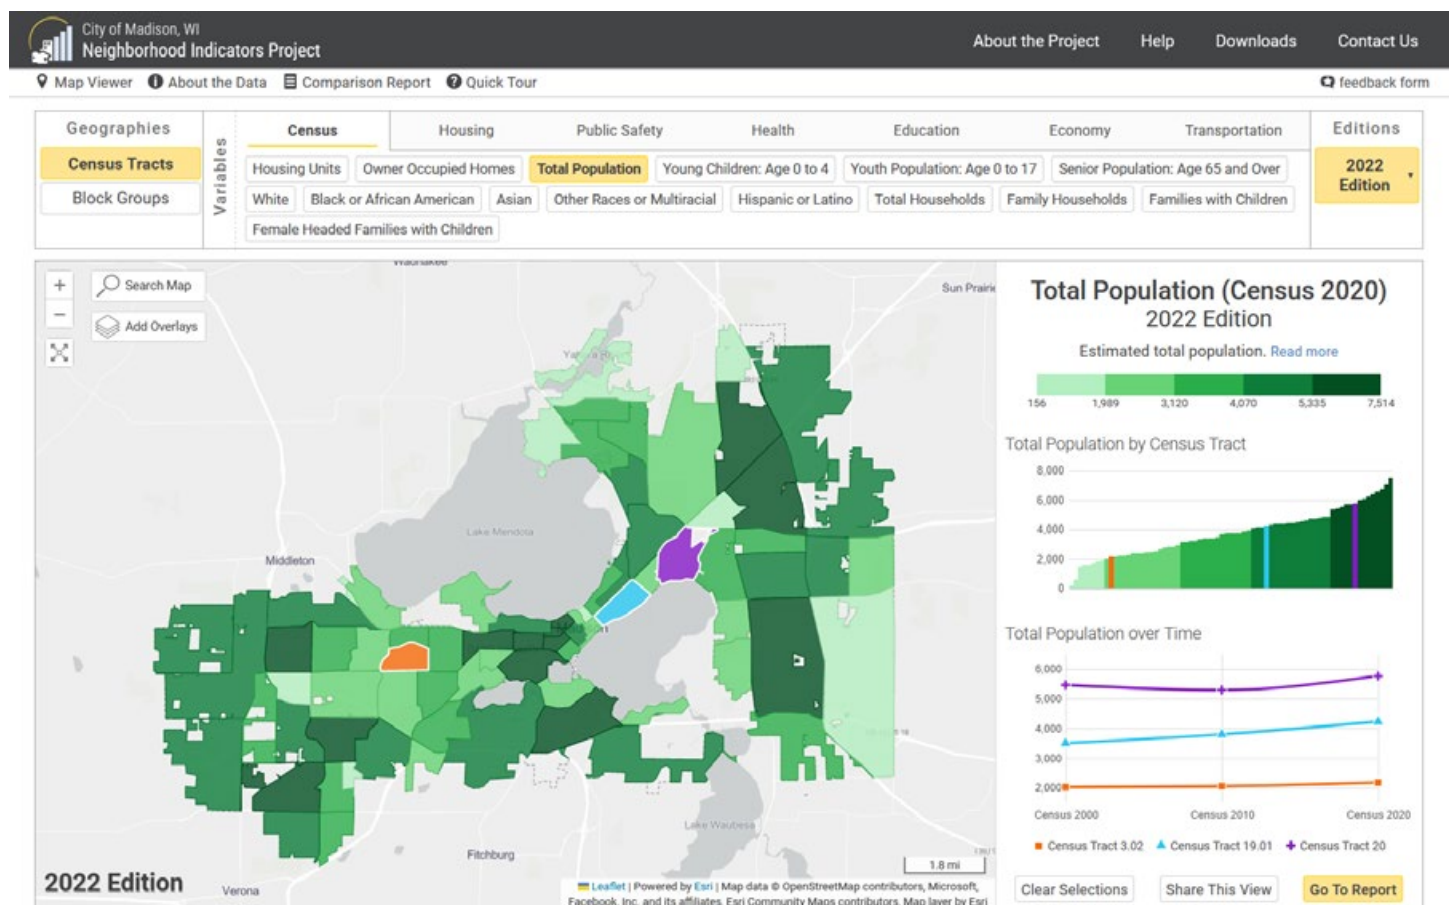 City of Madison, WI
Neighborhood Indicators Project
About the Project Help Downloads Contact Us
Map Viewer About the Data Comparison Report Quick Tour feedback form
Geographies
Census Tracts
Block Groups
Variables
Census Housing Public Safety Health Education Economy Transportation
Housing Units Owner Occupied Homes Total Population Young Children: Age 0 to 4 Youth Population: Age 0 to 17 Senior Population: Age 65 and Over
White Black or African American Asian Other Races or Multiracial Hispanic or Latino Total Households Family Households Families with Children
Female Headed Families with Children
Editions
2022
Edition
+
−
Search Map
Add Overlays
Waunakee
Sun Prairie
Lake Mendota
Middleton
Lake Waubesa
Fitchburg
Verona
1.8 mi
2022 Edition
Leaflet | Powered by Esri | Map data © OpenStreetMap contributors, Microsoft,
Facebook, Inc. and its affiliates, Esri Community Maps contributors, Map layer by Esri
Total Population (Census 2020)
2022 Edition
Estimated total population. Read more
156 1,989 3,120 4,070 5,335 7,514
Total Population by Census Tract
8,000
6,000
4,000
2,000
0
Total Population over Time
6,000
5,000
4,000
3,000
2,000
Census 2000 Census 2010 Census 2020
Census Tract 3.02 Census Tract 19.01 Census Tract 20
Clear Selections Share This View Go To Report